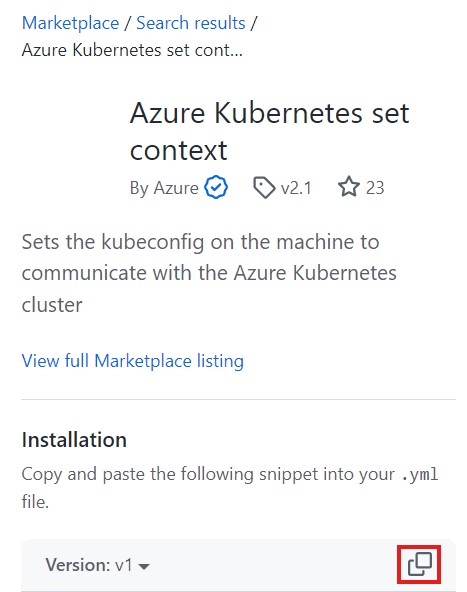 Marketplace / Search results /
Azure Kubernetes set cont...
Azure Kubernetes set
context
By Azure v2.1 23
Sets the kubeconfig on the machine to
communicate with the Azure Kubernetes
cluster
View full Marketplace listing
Installation
Copy and paste the following snippet into your .yml
file.
Version: v1